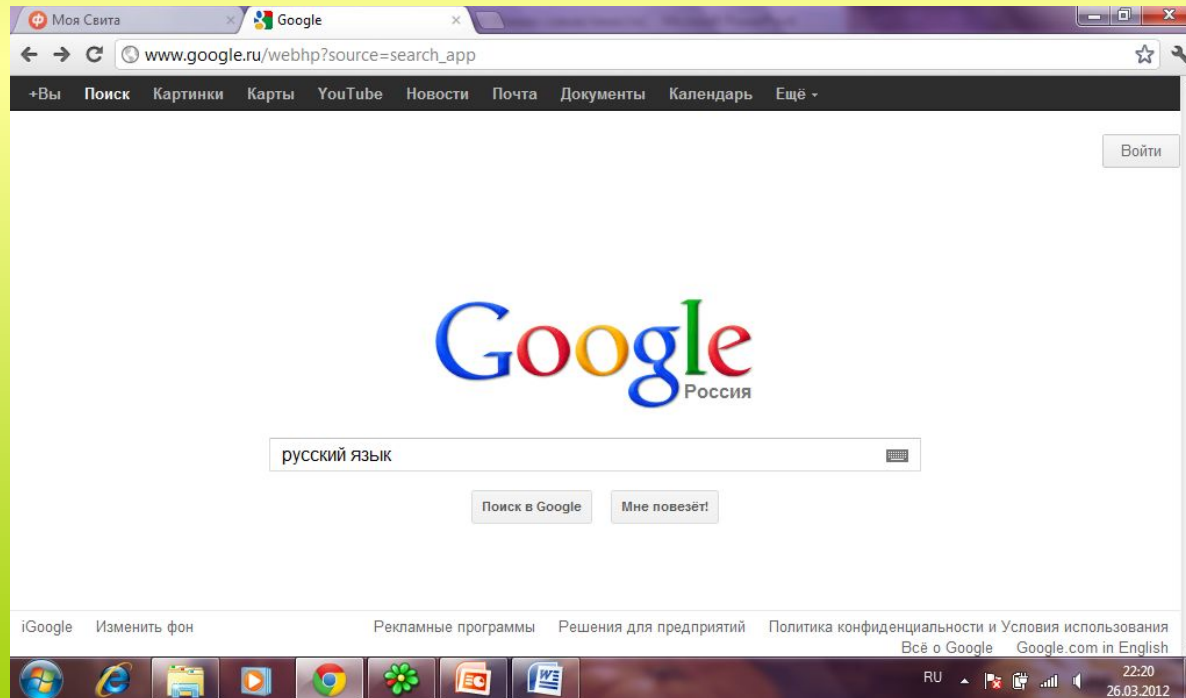 Моя Свита
Google
www.google.ru/webhp?source=search_app
+Вы Поиск Картинки Карты YouTube Новости Почта Документы Календарь Ещё
Войти
Google
Россия
русский язык
Поиск в Google Мне повезёт!
iGoogle Изменить фон Рекламные программы Решения для предприятий Политика конфиденциальности и Условия использования
Всё о Google Google.com in English
RU 22:20
26.03.2012